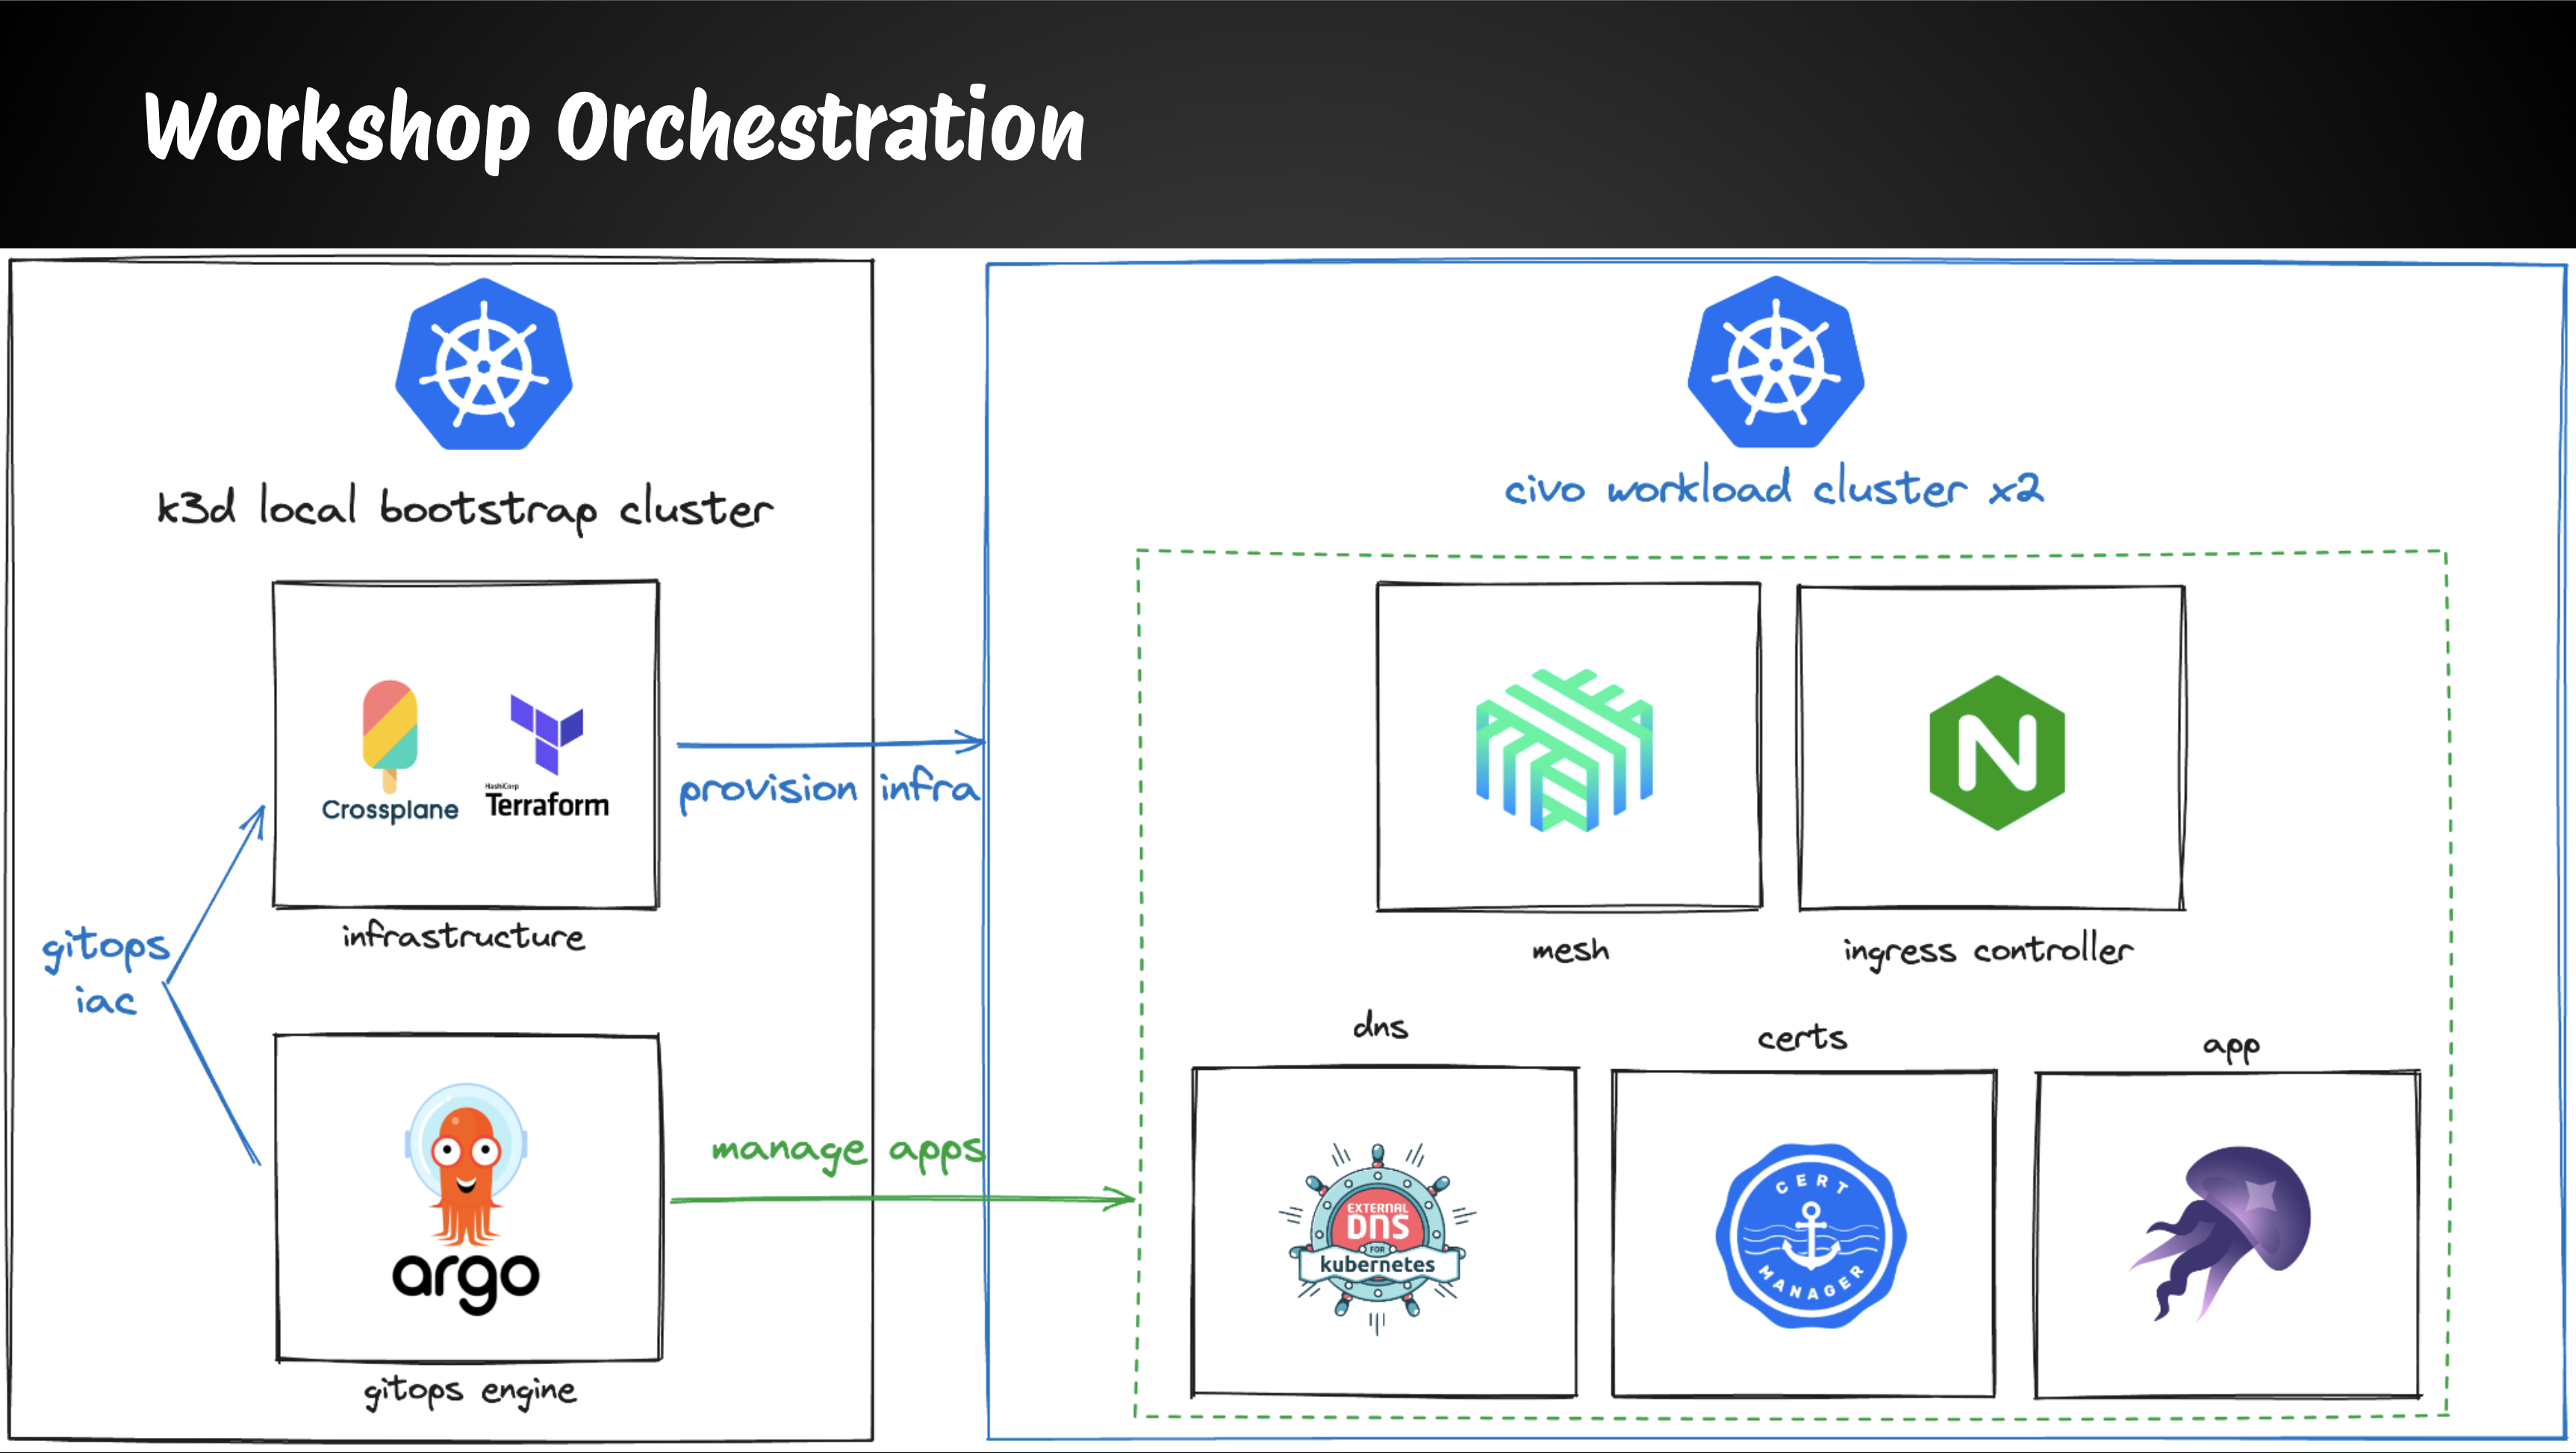 Workshop Orchestration
k3d local bootstrap cluster
Crossplane
HashiCorp
Terraform
infrastructure
gitops
iac
argo
gitops engine
provision infra
manage apps
civo workload cluster x2
N
mesh
ingress controller
dns
certs
app
EXTERNAL
DNS
FOR
kubernetes
CERT
MANAGER